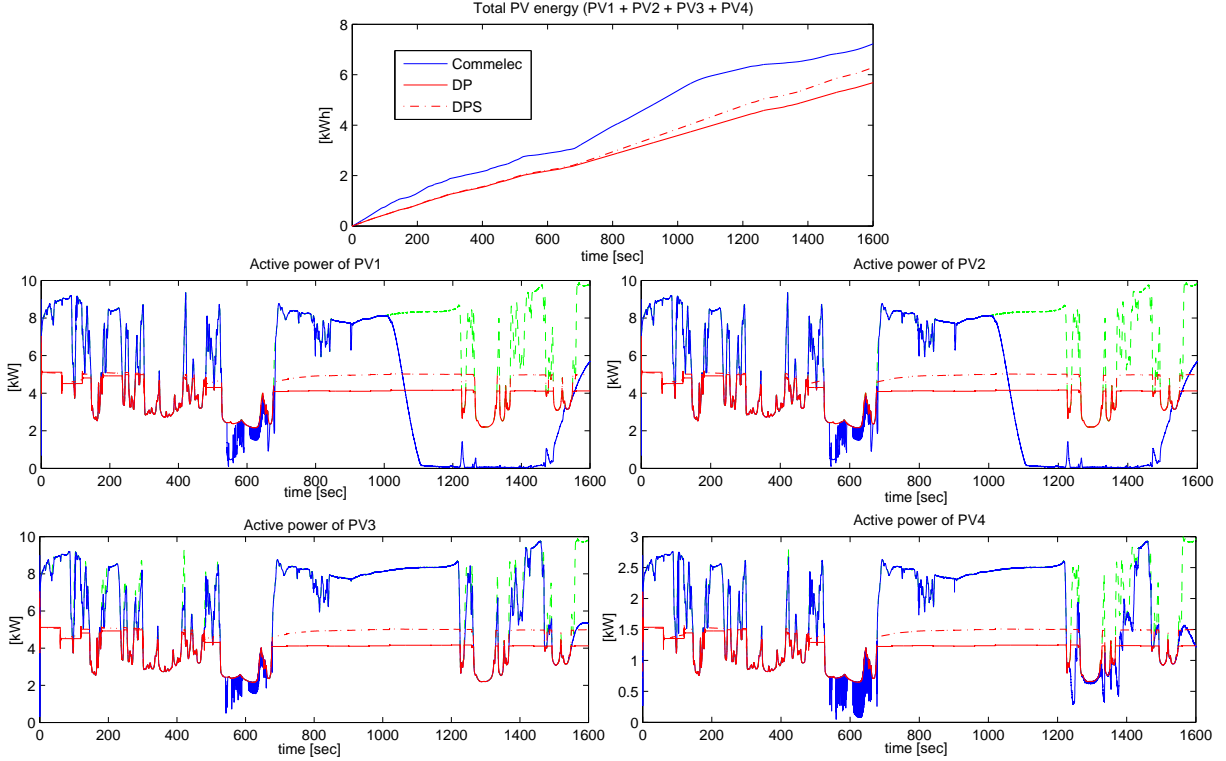 Total PV energy (PV1 + PV2 + PV3 + PV4)
8
6
4
2
0
[kWh]
Commelec
DP
DPS
0 200 400 600 800 1000 1200 1400 1600
time [sec]
Active power of PV1
10
8
6
4
2
0
[kW]
0 200 400 600 800 1000 1200 1400 1600
time [sec]
Active power of PV2
10
8
6
4
2
0
[kW]
0 200 400 600 800 1000 1200 1400 1600
time [sec]
Active power of PV3
10
8
6
4
2
0
[kW]
0 200 400 600 800 1000 1200 1400 1600
time [sec]
Active power of PV4
3
2.5
2
1.5
1
0.5
0
[kW]
0 200 400 600 800 1000 1200 1400 1600
time [sec]